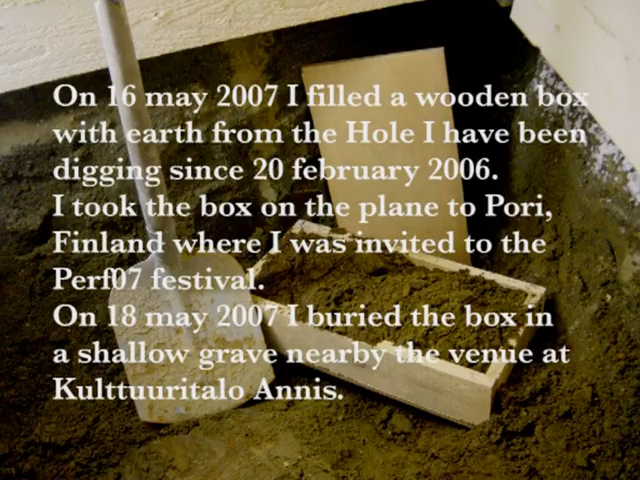 On 16 may 2007 I filled a wooden box
with earth from the Hole I have been
digging since 20 february 2006.
I took the box on the plane to Pori,
Finland where I was invited to the
Perf07 festival.
On 18 may 2007 I buried the box in
a shallow grave nearby the venue at
Kulttuuritalo Annis.